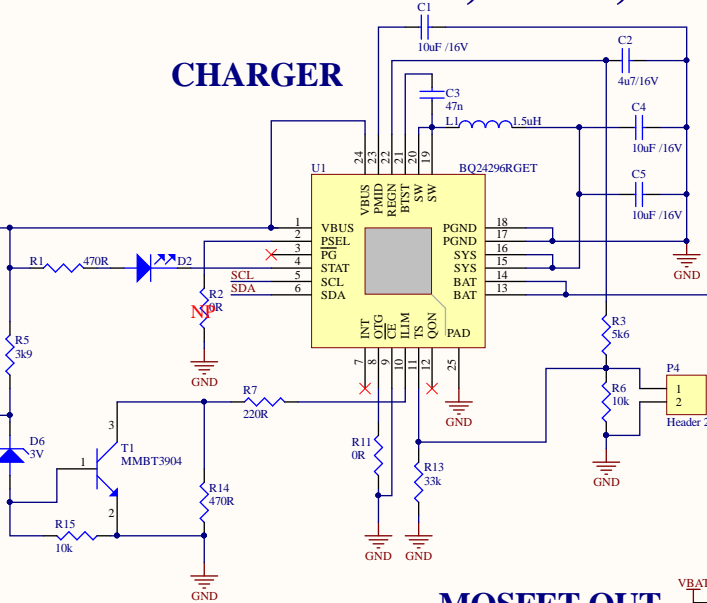 C1
10uF /16V
CHARGER
C2
4u7/16V
C3
47n
L1
1.5uH
C4
10uF /16V
C5
10uF /16V
U1
BQ24296RGET
24
23
22
21
20
19
VBUS
PMID
REGN
BTST
SW
SW
1 VBUS
2 PSEL
3 PG
4 STAT
5 SCL
6 SDA
PGND 18
PGND 17
SYS 16
SYS 15
BAT 14
BAT 13
GND
R1
470R
D2
SCL
SDA
R2
0R
NF
GND
INT
OTG
CE
ILIM
TS
QON
PAD
7
8
9
10
11
12
25
GND
R3
5k6
R5
3k9
R6
10k
P4
1
2
Header 2
GND
R7
220R
D6
3V
T1
MMBT3904
3
1
2
R11
0R
R13
33k
R14
470R
R15
10k
GND
GND
GND
VBAT
MOSFET OUT